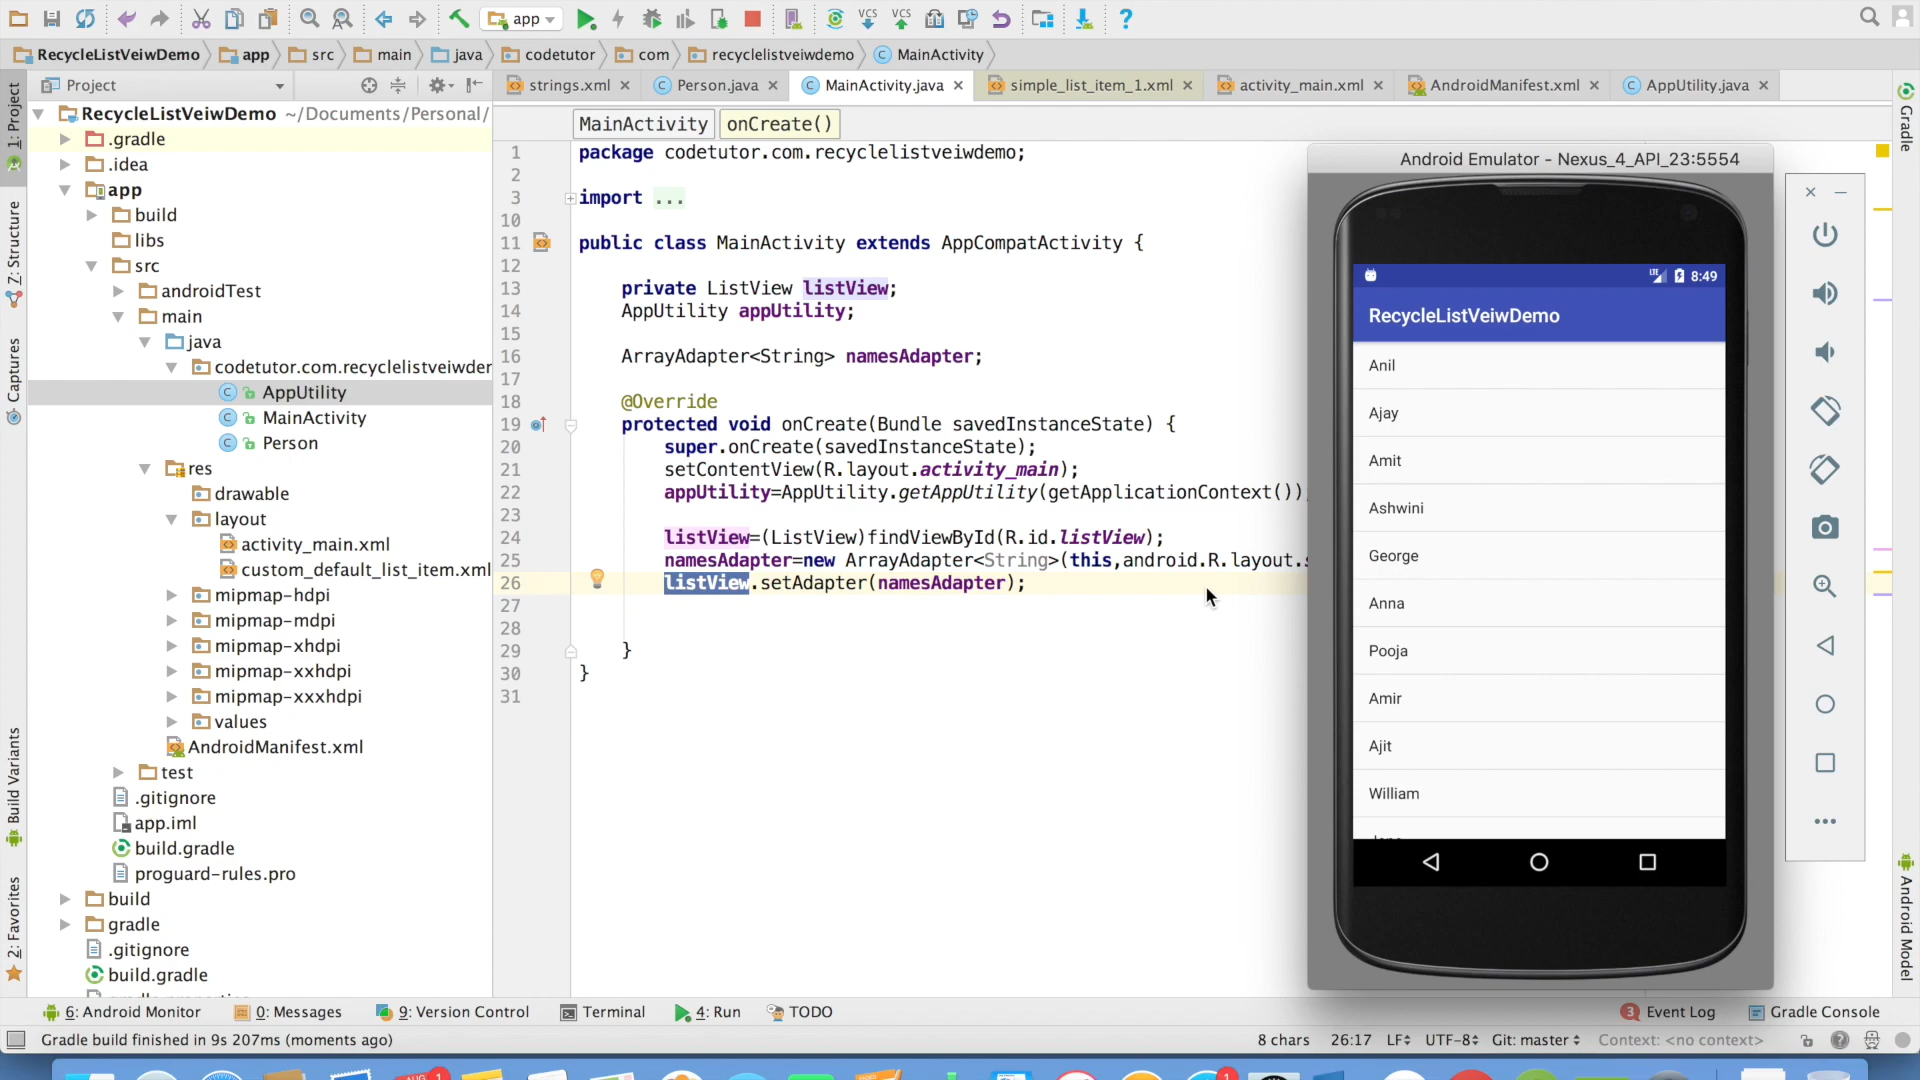 app
RecycleListVeiwDemo
app
src
main
java
codetutor
com
recyclelistveiwdemo
MainActivity
Project
strings.xml
Person.java
MainActivity.java
simple_list_item_1.xml
activity_main.xml
AndroidManifest.xml
AppUtility.java
1: Project
Z: Structure
Captures
Build Variants
2: Favorites
RecycleListVeiwDemo ~/Documents/Personal/
.gradle
.idea
app
build
libs
src
androidTest
main
java
codetutor.com.recyclelistveiwder
AppUtility
MainActivity
Person
res
drawable
layout
activity_main.xml
custom_default_list_item.xml
mipmap-hdpi
mipmap-mdpi
mipmap-xhdpi
mipmap-xxhdpi
mipmap-xxxhdpi
values
AndroidManifest.xml
test
.gitignore
app.iml
build.gradle
proguard-rules.pro
build
gradle
.gitignore
build.gradle
MainActivity onCreate()
1 package codetutor.com.recyclelistveiwdemo;
2
3 import ...
10
11 public class MainActivity extends AppCompatActivity {
12
13 private ListView listView;
14 AppUtility appUtility;
15
16 ArrayAdapter<String> namesAdapter;
17
18 @Override
19 protected void onCreate(Bundle savedInstanceState) {
20 super.onCreate(savedInstanceState);
21 setContentView(R.layout.activity_main);
22 appUtility=AppUtility.getAppUtility(getApplicationContext());
23
24 listView=(ListView)findViewById(R.id.listView);
25 namesAdapter=new ArrayAdapter<String>(this,android.R.layout.s
26 listView.setAdapter(namesAdapter);
27
28
29 }
30 }
31
Android Emulator - Nexus_4_API_23:5554
LTE 8:49
RecycleListVeiwDemo
Anil
Ajay
Amit
Ashwini
George
Anna
Pooja
Amir
Ajit
William
Gradle
Android Model
6: Android Monitor
0: Messages
9: Version Control
Terminal
4: Run
TODO
3 Event Log
Gradle Console
Gradle build finished in 9s 207ms (moments ago)
8 chars
26:17
LF
UTF-8
Git: master
Context: <no context>
AUG
1
1